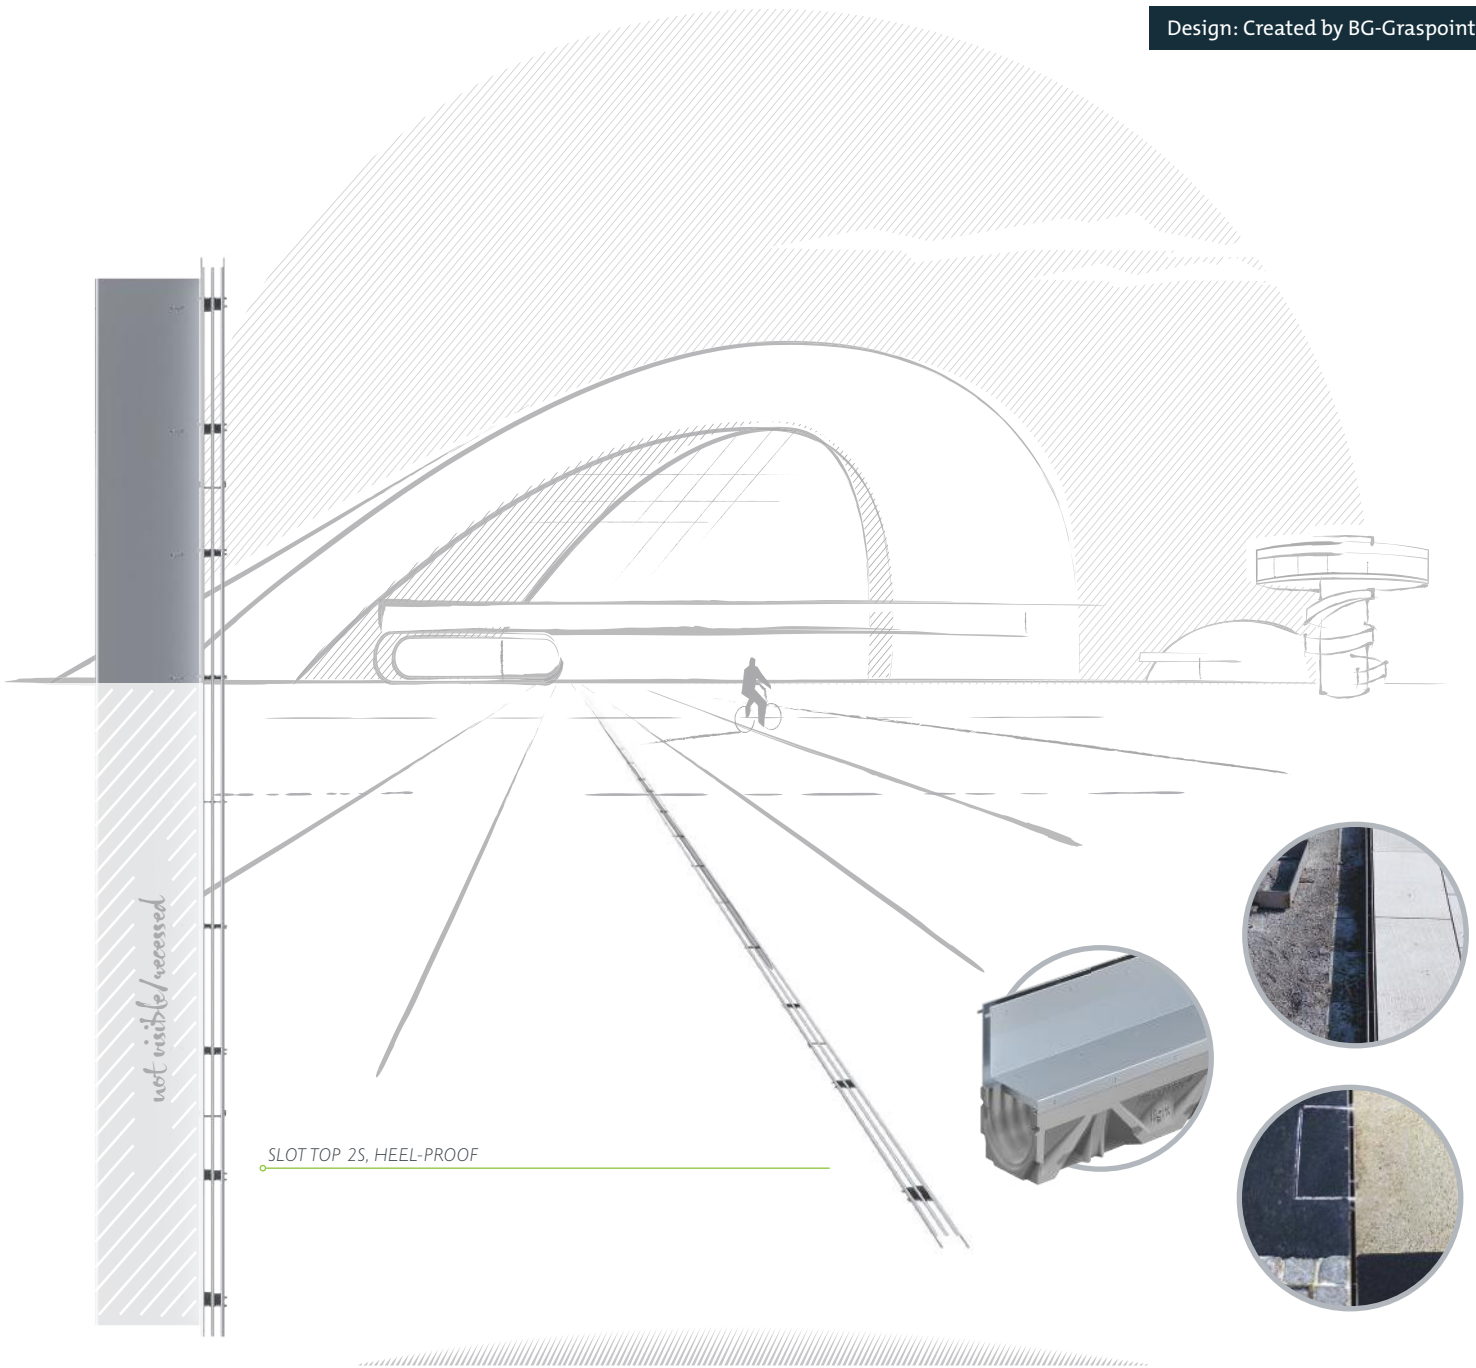 Design: Created by BG-Graspoint
not visible/recessed
SLOT TOP 2S, HEEL-PROOF